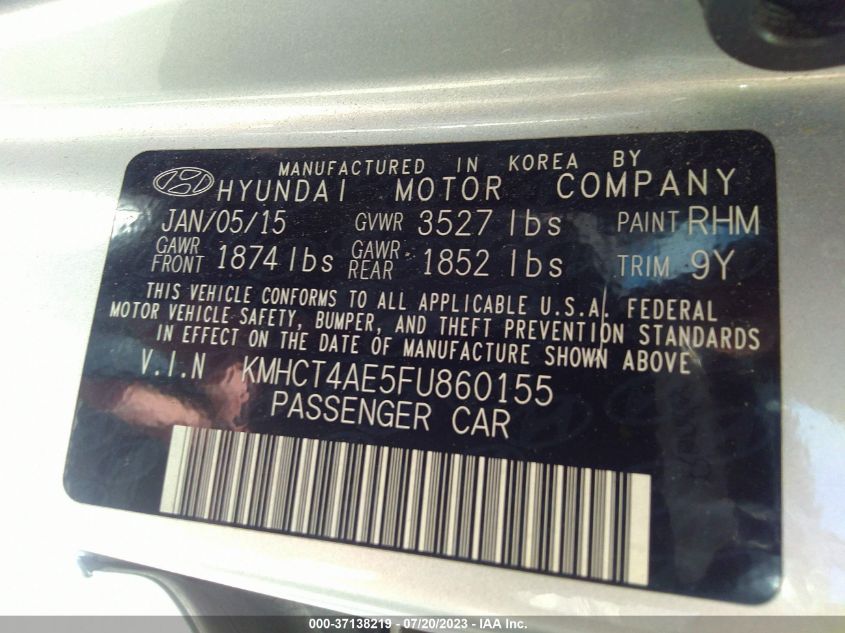 MANUFACTURED IN KOREA BY
HYUNDAI MOTOR COMPANY
JAN/05/15 GVWR 3527 lbs PAINT RHM
GAWR FRONT 1874 lbs GAWR REAR 1852 lbs TRIM 9Y
THIS VEHICLE CONFORMS TO ALL APPLICABLE U.S.A. FEDERAL
MOTOR VEHICLE SAFETY, BUMPER, AND THEFT PREVENTION STANDARDS
IN EFFECT ON THE DATE OF MANUFACTURE SHOWN ABOVE
V.I.N KMHCT4AE5FU860155
PASSENGER CAR
000-37138219 - 07/20/2023 - IAA Inc.